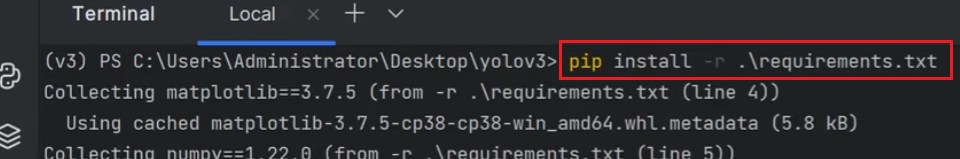 Terminal Local × + ∨
(v3) PS C:\Users\Administrator\Desktop\yolov3> pip install -r .\requirements.txt
Collecting matplotlib==3.7.5 (from -r .\requirements.txt (line 4))
Using cached matplotlib-3.7.5-cp38-cp38-win_amd64.whl.metadata (5.8 kB)
Collecting numpy==1.22.0 (from -r .\requirements.txt (line 5))